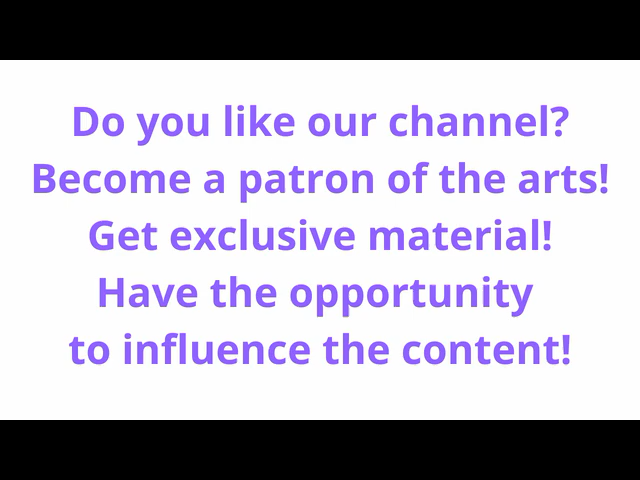 Do you like our channel?
Become a patron of the arts!
Get exclusive material!
Have the opportunity
to influence the content!